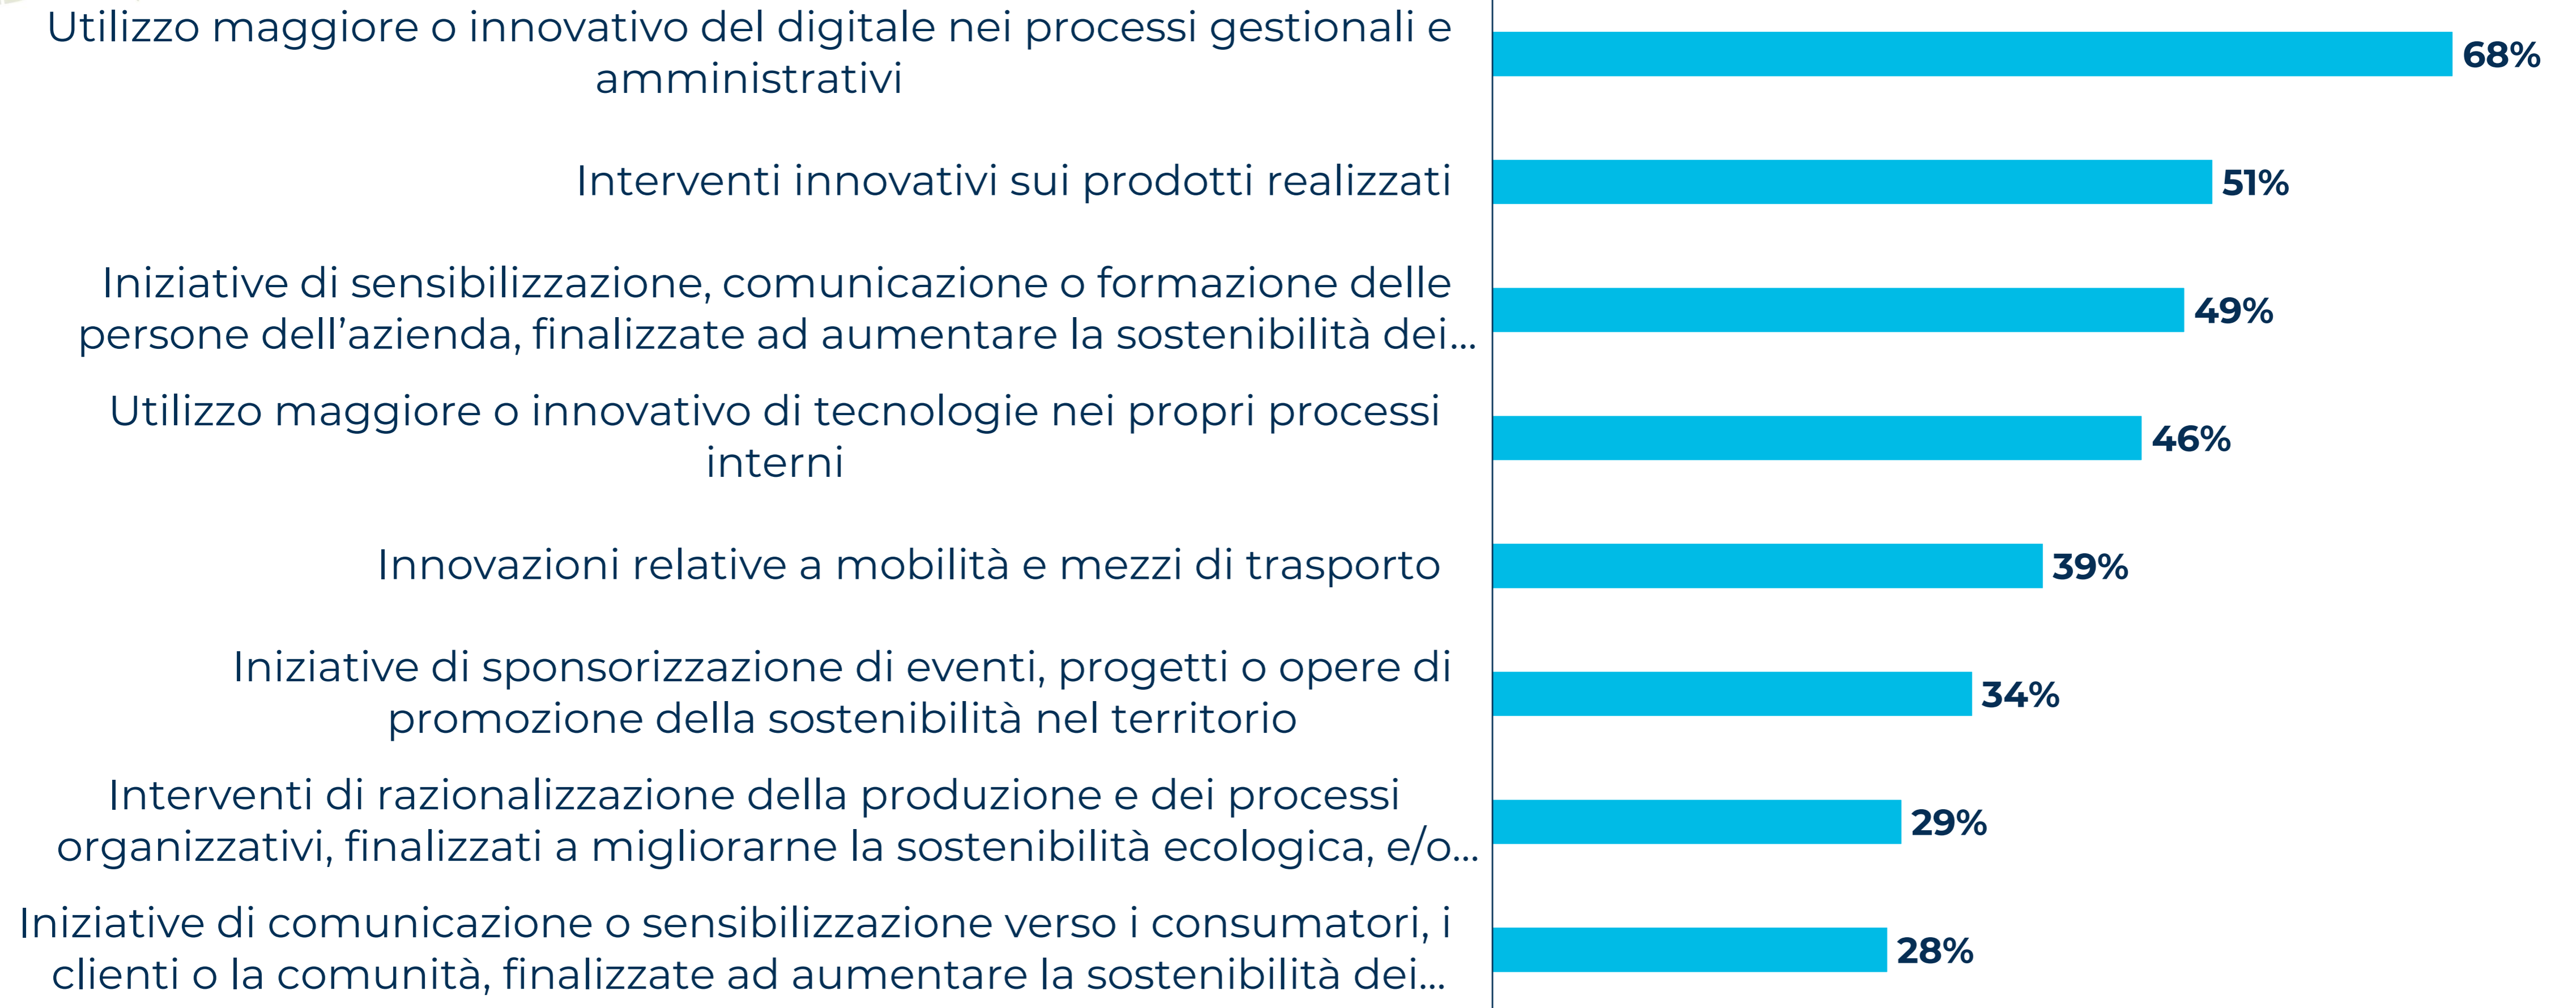 Utilizzo maggiore o innovativo del digitale nei processi gestionali e
amministrativi
68%
Interventi innovativi sui prodotti realizzati
51%
Iniziative di sensibilizzazione, comunicazione o formazione delle
persone dell’azienda, finalizzate ad aumentare la sostenibilità dei...
49%
Utilizzo maggiore o innovativo di tecnologie nei propri processi
interni
46%
Innovazioni relative a mobilità e mezzi di trasporto
39%
Iniziative di sponsorizzazione di eventi, progetti o opere di
promozione della sostenibilità nel territorio
34%
Interventi di razionalizzazione della produzione e dei processi
organizzativi, finalizzati a migliorarne la sostenibilità ecologica, e/o...
29%
Iniziative di comunicazione o sensibilizzazione verso i consumatori, i
clienti o la comunità, finalizzate ad aumentare la sostenibilità dei...
28%